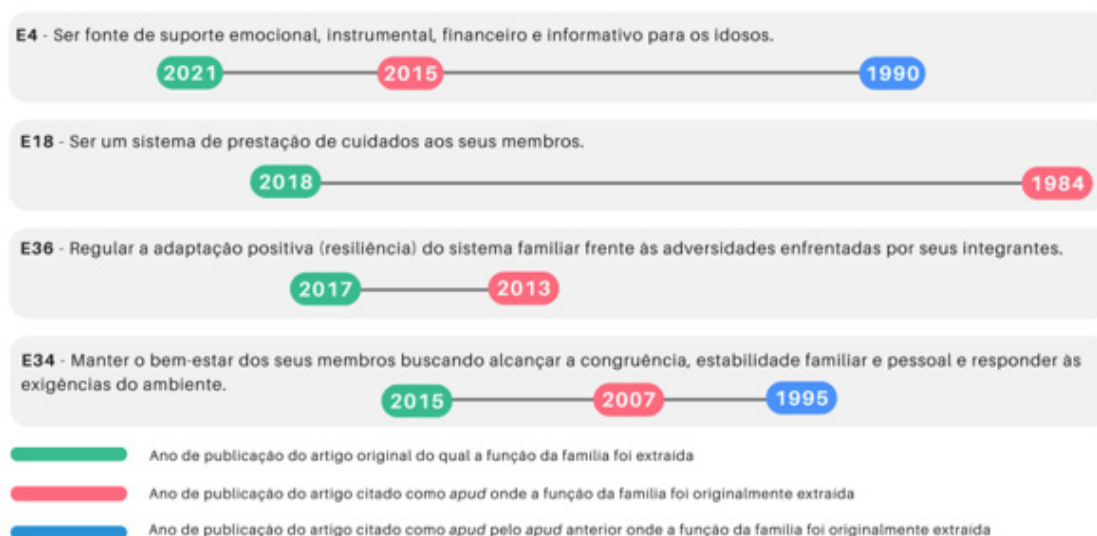 E4 - Ser fonte de suporte emocional, instrumental, financeiro e informativo para os idosos.
2021 2015 1990
E18 - Ser um sistema de prestação de cuidados aos seus membros.
2018 1984
E36 - Regular a adaptação positiva (resiliência) do sistema familiar frente às adversidades enfrentadas por seus integrantes.
2017 2013
E34 - Manter o bem-estar dos seus membros buscando alcançar a congruência, estabilidade familiar e pessoal e responder às
exigências do ambiente.
2015 2007 1995
Ano de publicação do artigo original do qual a função da família foi extraída
Ano de publicação do artigo citado como apud onde a função da família foi originalmente extraída
Ano de publicação do artigo citado como apud pelo apud anterior onde a função da família foi originalmente extraída